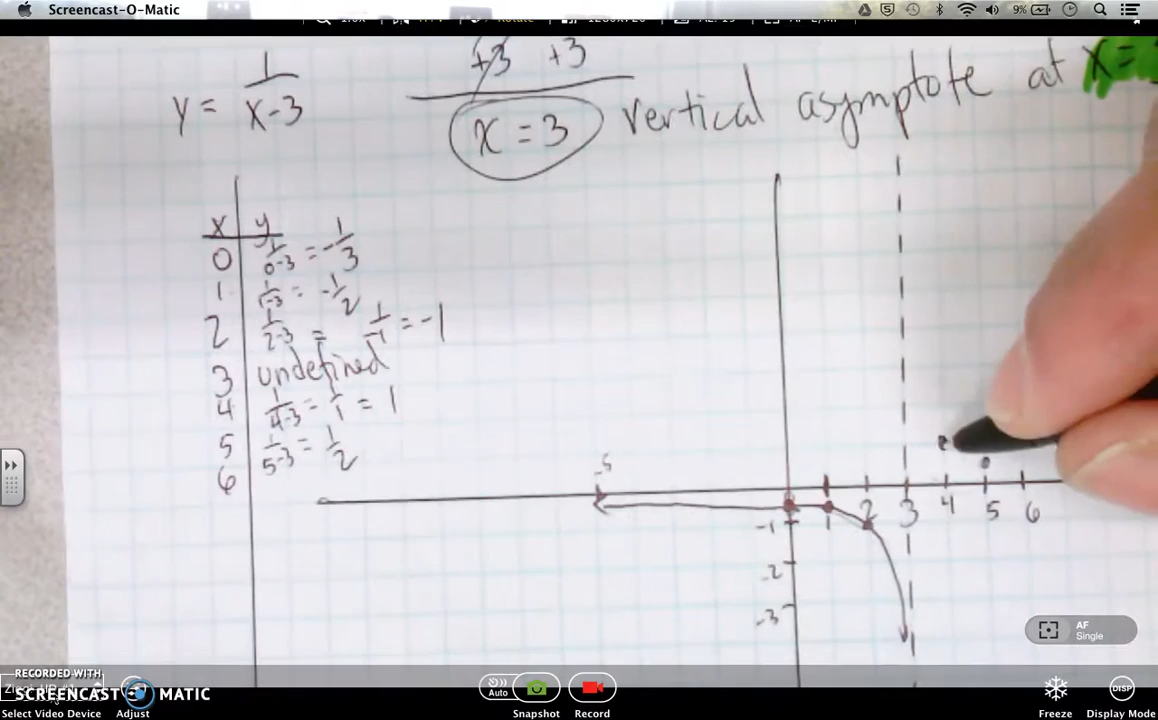 Screencast-O-Matic
9%
1
y = 1/(x-3)
+3 +3
x = 3 vertical asymptote at x =
x y
0 1/(0-3) = -1/3
1 1/(1-3) = -1/2
2 1/(2-3) = 1/-1 = -1
3 undefined
4 1/(4-3) = 1/1 = 1
5 1/(5-3) = 1/2
6
-5
1 2 3 4 5 6
-1
-2
-3
AF
Single
RECORDED WITH
SCREENCAST MATIC
Select Video Device
Adjust
Auto
Snapshot
Record
Freeze
DISP
Display Mode